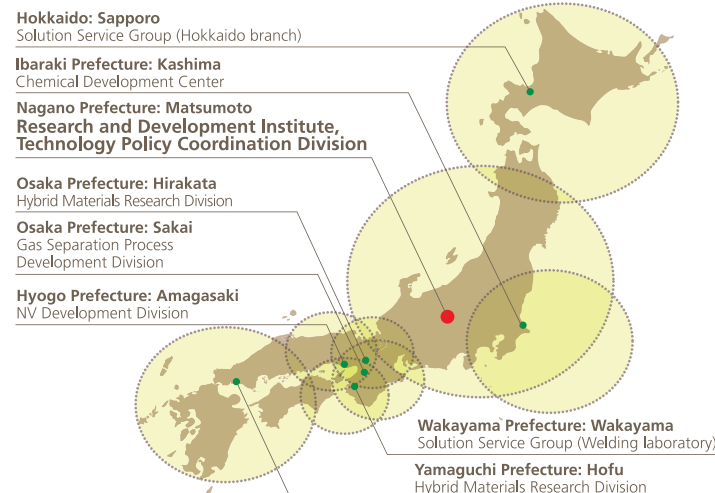 Hokkaido: Sapporo
Solution Service Group (Hokkaido branch)
Ibaraki Prefecture: Kashima
Chemical Development Center
Nagano Prefecture: Matsumoto
Research and Development Institute,
Technology Policy Coordination Division
Osaka Prefecture: Hirakata
Hybrid Materials Research Division
Osaka Prefecture: Sakai
Gas Separation Process
Development Division
Hyogo Prefecture: Amagasaki
NV Development Division
Wakayama Prefecture: Wakayama
Solution Service Group (Welding laboratory)
Yamaguchi Prefecture: Hofu
Hybrid Materials Research Division